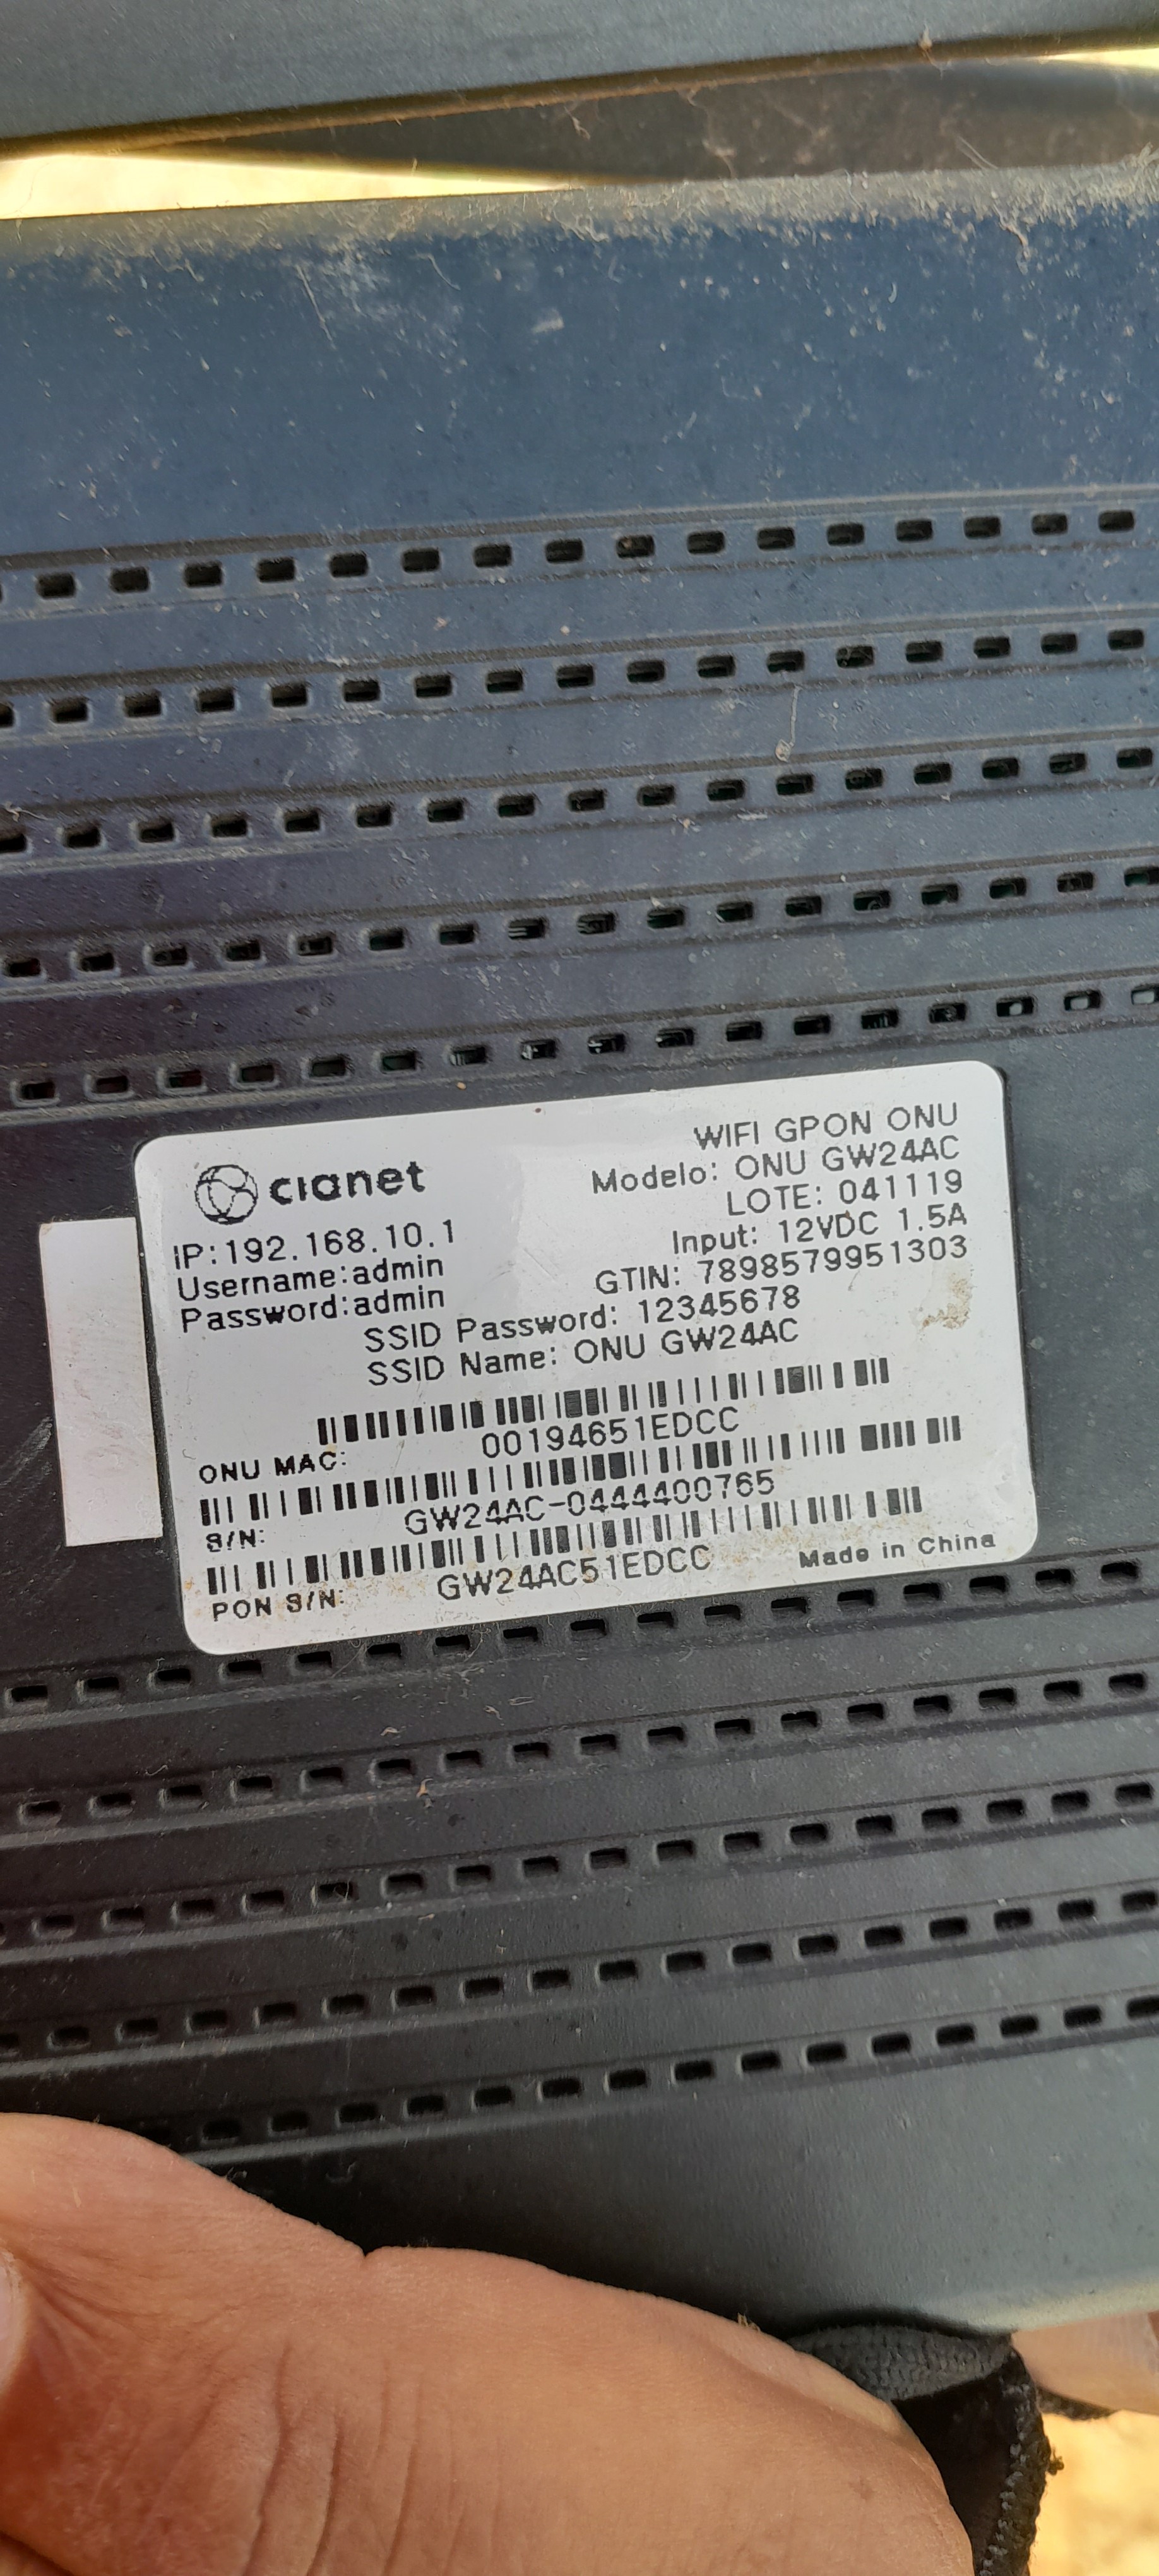 cianet
IP:192.168.10.1
Username:admin
Password:admin
WIFI GPON ONU
Modelo: ONU GW24AC
LOTE: 041119
Input: 12VDC 1.5A
GTIN: 7898579951303
SSID Password: 12345678
SSID Name: ONU GW24AC
ONU MAC: 00194651EDCC
S/N: GW24AC-0444400765
PON S/N: GW24AC51EDCC
Made in China